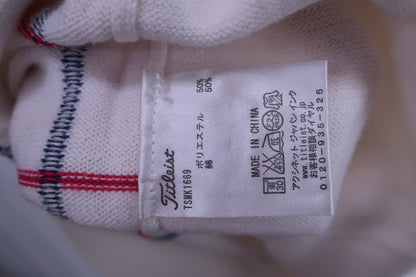 Titleist
TSMK1669
ポリエステル 50%
綿 50%
MADE IN CHINA
30
アクシネット ジャパン インク
www.titleist.co.jp
お客様相談ダイヤル
0120-935-325